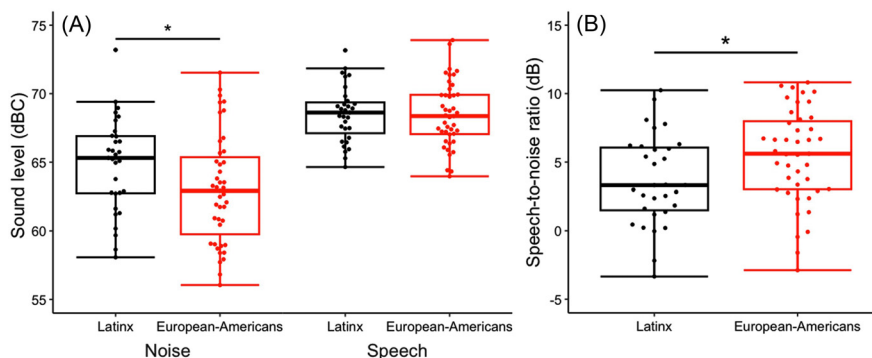 (A)
*
Sound level (dBC)
75
70
65
60
55
Latinx European-Americans Latinx European-Americans
Noise Speech
(B)
*
Speech-to-noise ratio (dB)
15
10
5
0
-5
Latinx European-Americans